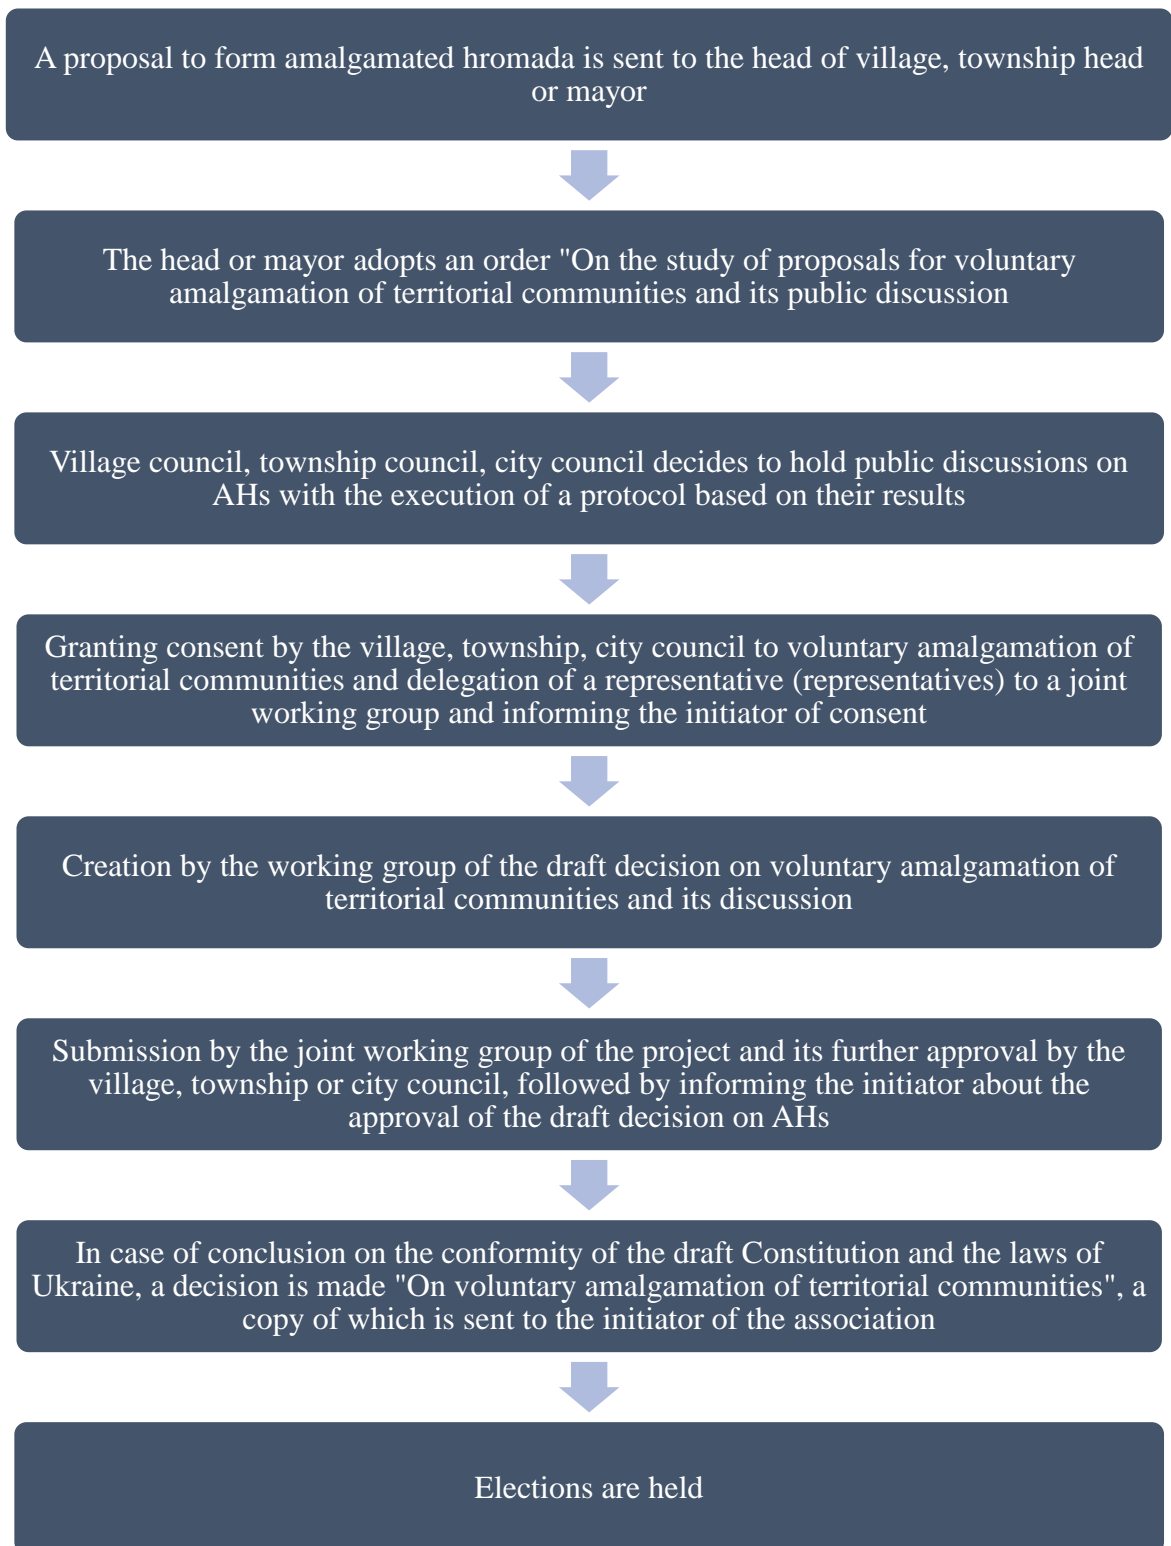 A proposal to form amalgamated hromada is sent to the head of village, township head
or mayor
The head or mayor adopts an order "On the study of proposals for voluntary
amalgamation of territorial communities and its public discussion
Village council, township council, city council decides to hold public discussions on
AHs with the execution of a protocol based on their results
Granting consent by the village, township, city council to voluntary amalgamation of
territorial communities and delegation of a representative (representatives) to a joint
working group and informing the initiator of consent
Creation by the working group of the draft decision on voluntary amalgamation of
territorial communities and its discussion
Submission by the joint working group of the project and its further approval by the
village, township or city council, followed by informing the initiator about the
approval of the draft decision on AHs
In case of conclusion on the conformity of the draft Constitution and the laws of
Ukraine, a decision is made "On voluntary amalgamation of territorial communities", a
copy of which is sent to the initiator of the association
Elections are held